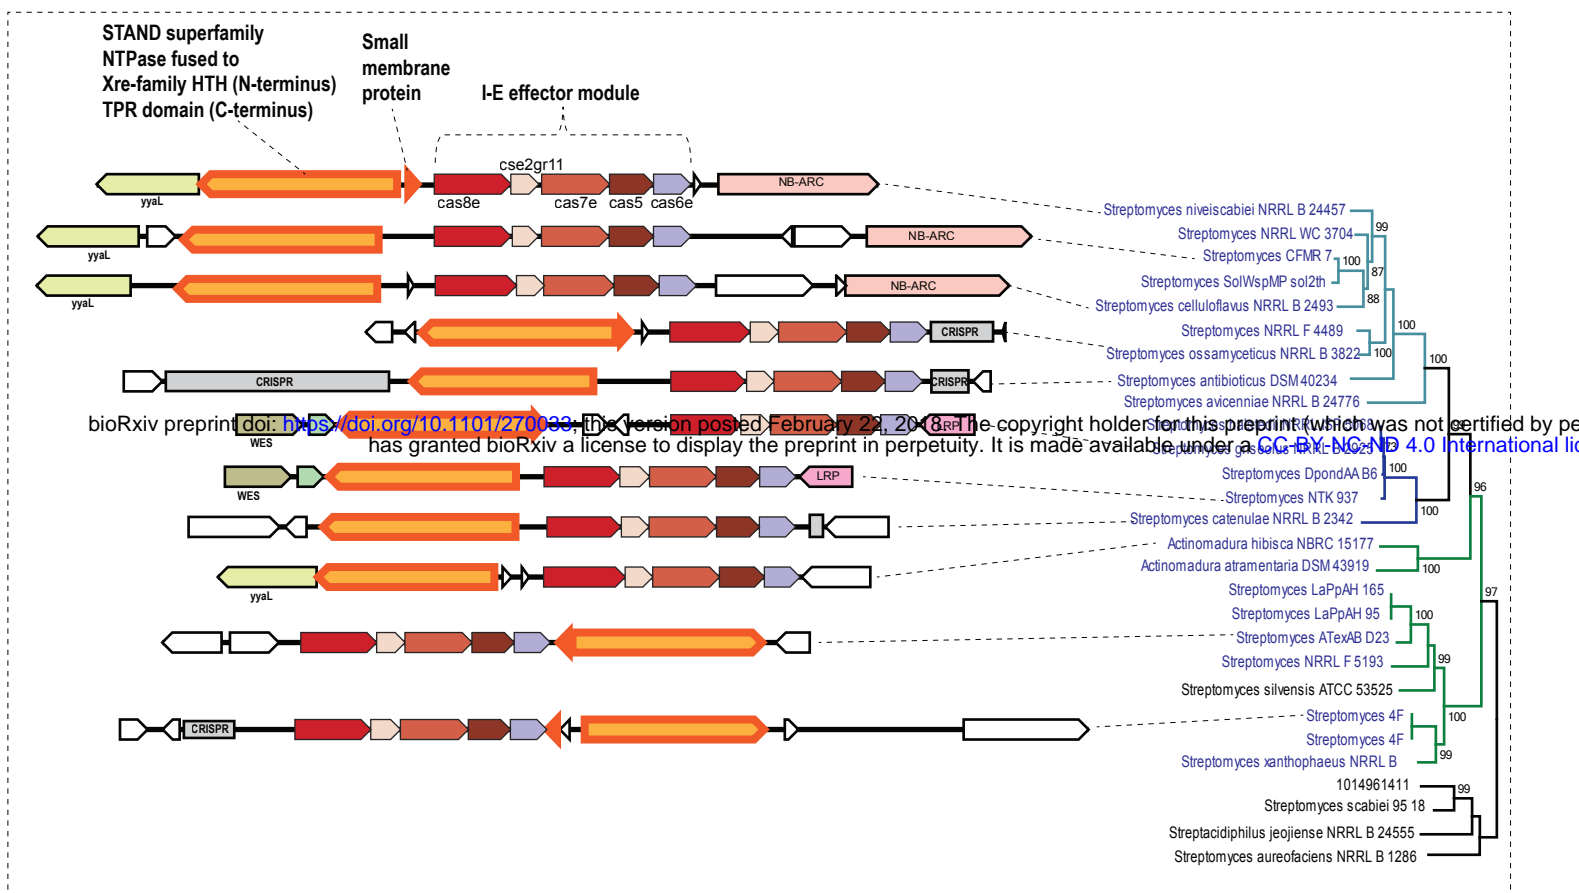 STAND superfamily
NTPase fused to
Xre-family HTH (N-terminus)
TPR domain (C-terminus)
Small
membrane
protein
I-E effector module
cse2gr11
cas8e
cas7e
cas5
cas6e
NB-ARC
yyaL
NB-ARC
yyaL
NB-ARC
yyaL
CRISPR
CRISPR
CRISPR
WES
LRP
bioRxiv preprint doi: https://doi.org/10.1101/270033; this version posted February 22, 2018. The copyright holder for this preprint (which was not certified by pe
has granted bioRxiv a license to display the preprint in perpetuity. It is made available under a CC-BY-NC-ND 4.0 International lic
WES
LRP
yyaL
CRISPR
Streptomyces niveiscabiei NRRL B 24457
Streptomyces NRRL WC 3704
Streptomyces CFMR 7
Streptomyces SolWspMP sol2th
Streptomyces celluloflavus NRRL B 2493
Streptomyces NRRL F 4489
Streptomyces ossamyceticus NRRL B 3822
Streptomyces antibioticus DSM 40234
Streptomyces avicenniae NRRL B 24776
Streptomyces griseolus NRRL B 2925
Streptomyces DpondAA B6
Streptomyces NTK 937
Streptomyces catenulae NRRL B 2342
Actinomadura hibisca NBRC 15177
Actinomadura atramentaria DSM 43919
Streptomyces LaPpAH 165
Streptomyces LaPpAH 95
Streptomyces ATexAB D23
Streptomyces NRRL F 5193
Streptomyces silvensis ATCC 53525
Streptomyces 4F
Streptomyces 4F
Streptomyces xanthophaeus NRRL B
1014961411
Streptomyces scabiei 95 18
Streptacidiphilus jeojiense NRRL B 24555
Streptomyces aureofaciens NRRL B 1286
99
100
87
88
100
100
100
73
100
100
96
100
97
100
99
100
99
99